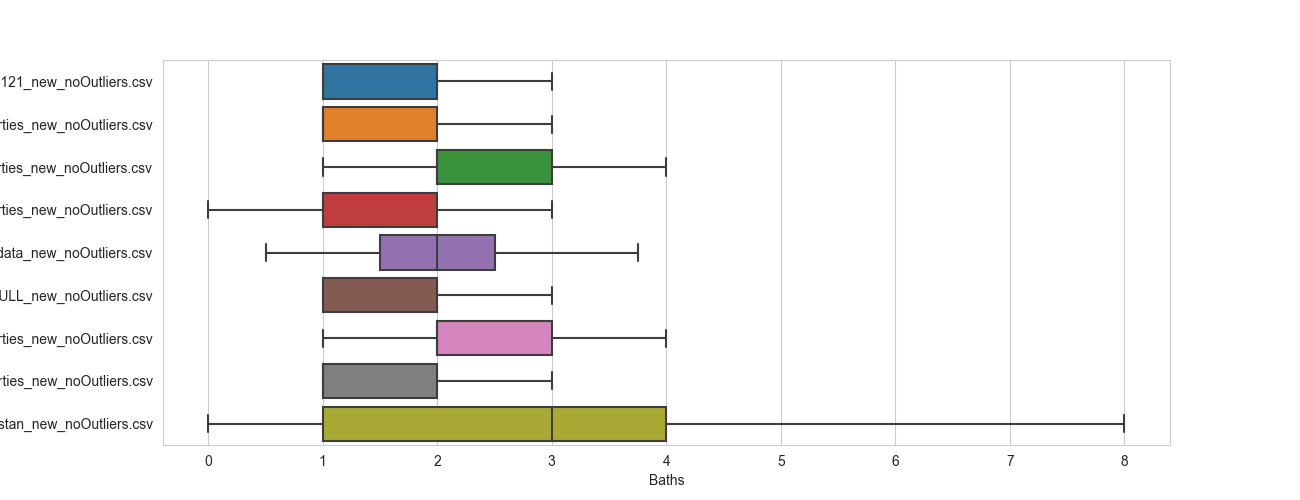 121_new_noOutliers.csv
rties_new_noOutliers.csv
rties_new_noOutliers.csv
rties_new_noOutliers.csv
data_new_noOutliers.csv
ULL_new_noOutliers.csv
rties_new_noOutliers.csv
rties_new_noOutliers.csv
stan_new_noOutliers.csv
0 1 2 3 4 5 6 7 8
Baths